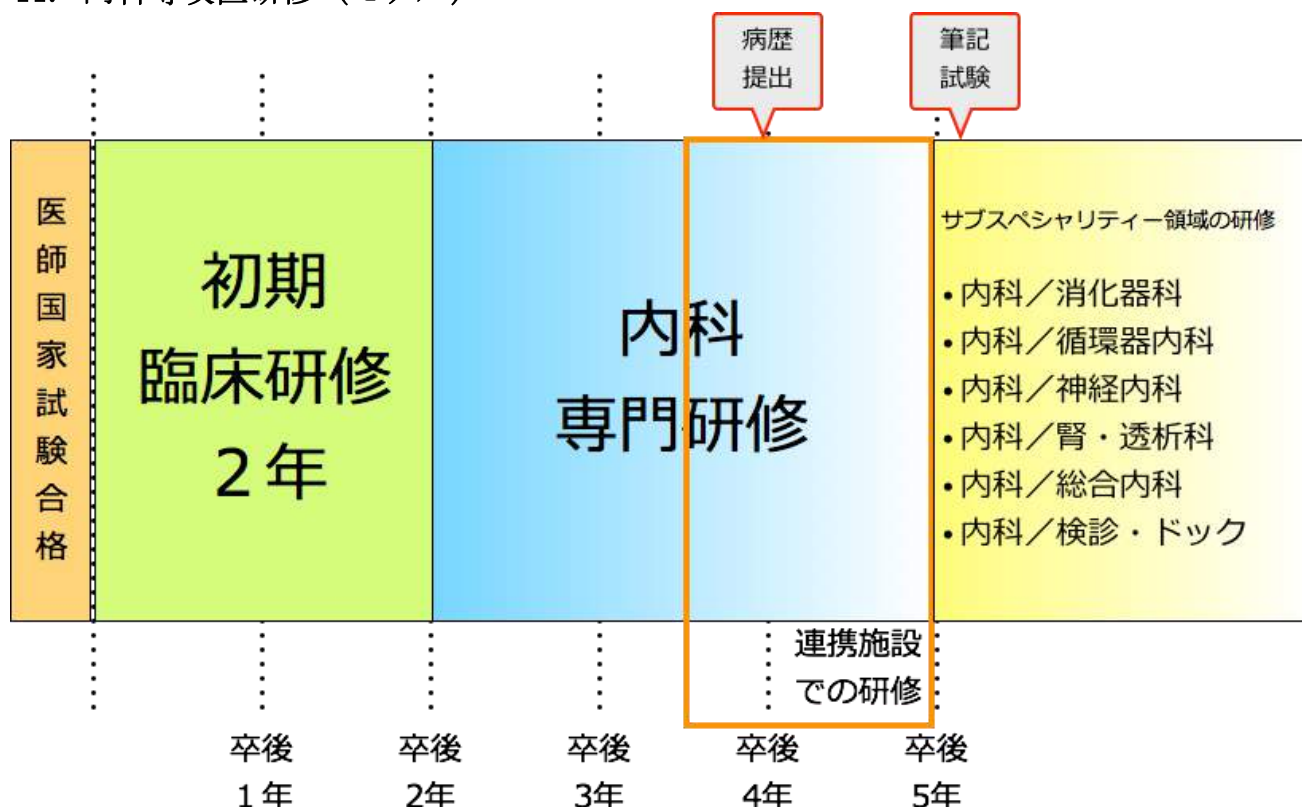 病歴
提出
筆記
試験
医師国家試験合格
初期
臨床研修
２年
内科
専門研修
サブスペシャリティー領域の研修
•内科／消化器科
•内科／循環器内科
•内科／神経内科
•内科／腎・透析科
•内科／総合内科
•内科／検診・ドック
連携施設
での研修
卒後
１年
卒後
2年
卒後
3年
卒後
4年
卒後
5年